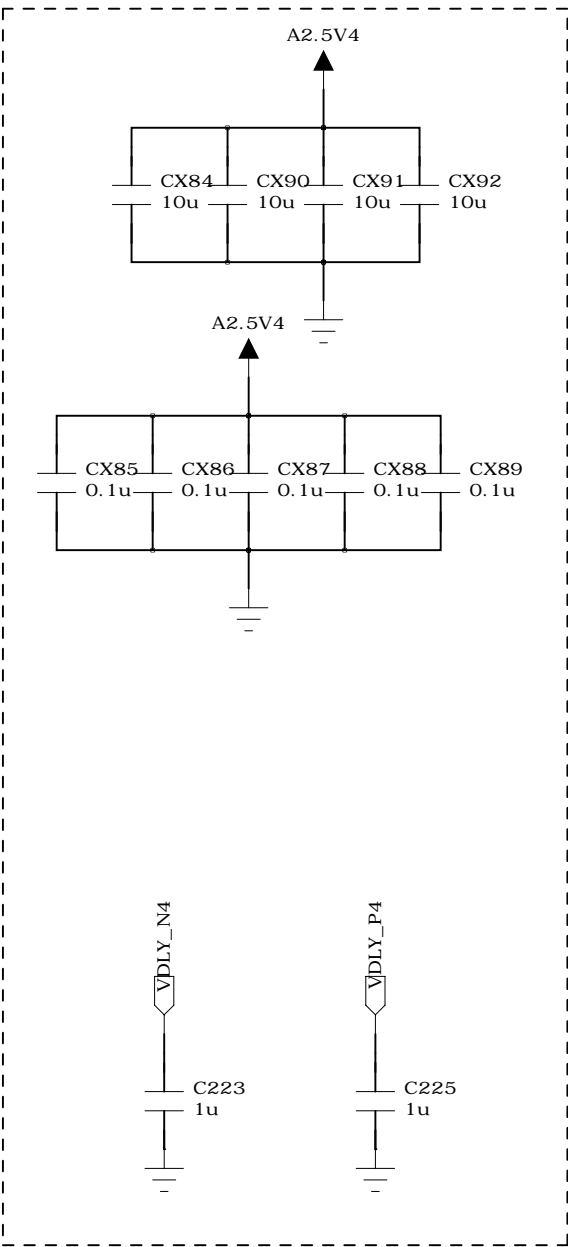 A2.5V4
CX84 CX90 CX91 CX92
10u 10u 10u 10u
A2.5V4
CX85 CX86 CX87 CX88 CX89
0.1u 0.1u 0.1u 0.1u 0.1u
VDLY_N4 VDLY_P4
C223 C225
1u 1u